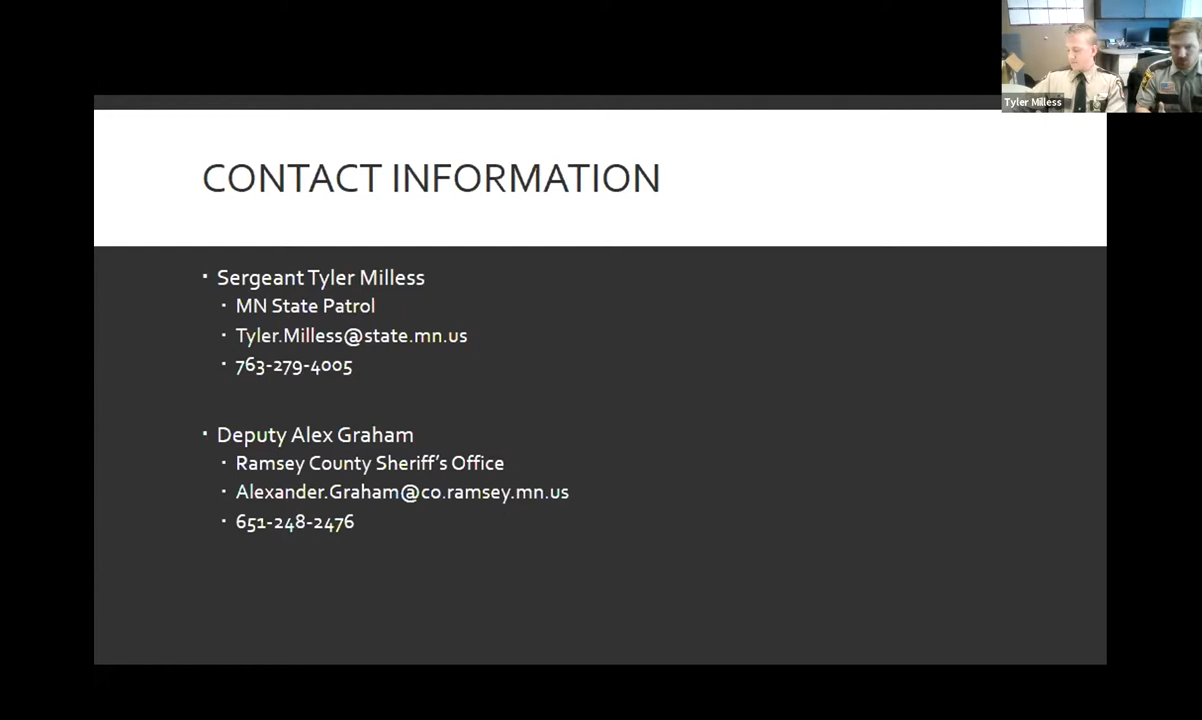 Tyler Milless
CONTACT INFORMATION
▪ Sergeant Tyler Milless
▪ MN State Patrol
▪ Tyler.Milless@state.mn.us
▪ 763-279-4005
▪ Deputy Alex Graham
▪ Ramsey County Sheriff’s Office
▪ Alexander.Graham@co.ramsey.mn.us
▪ 651-248-2476